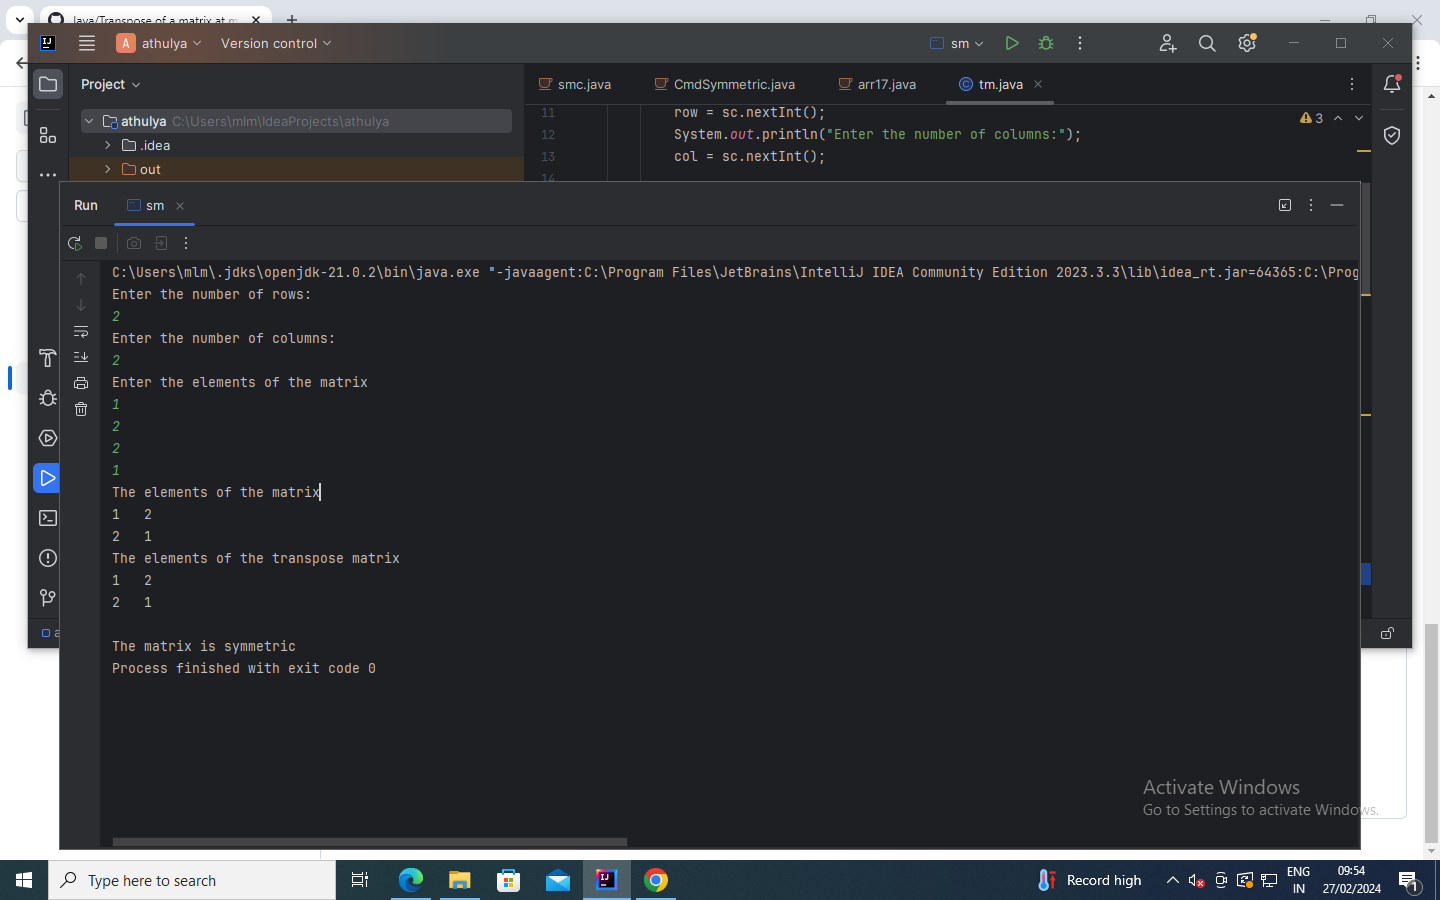 Java/Transpose of a matrix at m
IJ
A athulya
Version control
sm
Project
smc.java
CmdSymmetric.java
arr17.java
tm.java
athulya C:\Users\mlm\IdeaProjects\athulya
.idea
out
11 row = sc.nextInt();
12 System.out.println("Enter the number of columns:");
13 col = sc.nextInt();
14
3
Run
sm
C:\Users\mlm\.jdks\openjdk-21.0.2\bin\java.exe "-javaagent:C:\Program Files\JetBrains\IntelliJ IDEA Community Edition 2023.3.3\lib\idea_rt.jar=64365:C:\Prog
Enter the number of rows:
2
Enter the number of columns:
2
Enter the elements of the matrix
1
2
2
1
The elements of the matrix
1 2
2 1
The elements of the transpose matrix
1 2
2 1
The matrix is symmetric
Process finished with exit code 0
Activate Windows
Go to Settings to activate Windows.
Type here to search
IJ
Record high
ENG
IN
09:54
27/02/2024
1